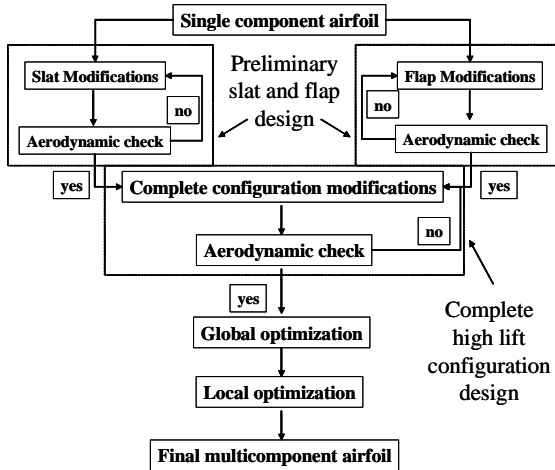 Single component airfoil
Slat Modifications
no
Aerodynamic check
Preliminary
slat and flap
design
Flap Modifications
no
Aerodynamic check
yes
Complete configuration modifications
yes
no
Aerodynamic check
yes
Complete
high lift
configuration
design
Global optimization
Local optimization
Final multicomponent airfoil